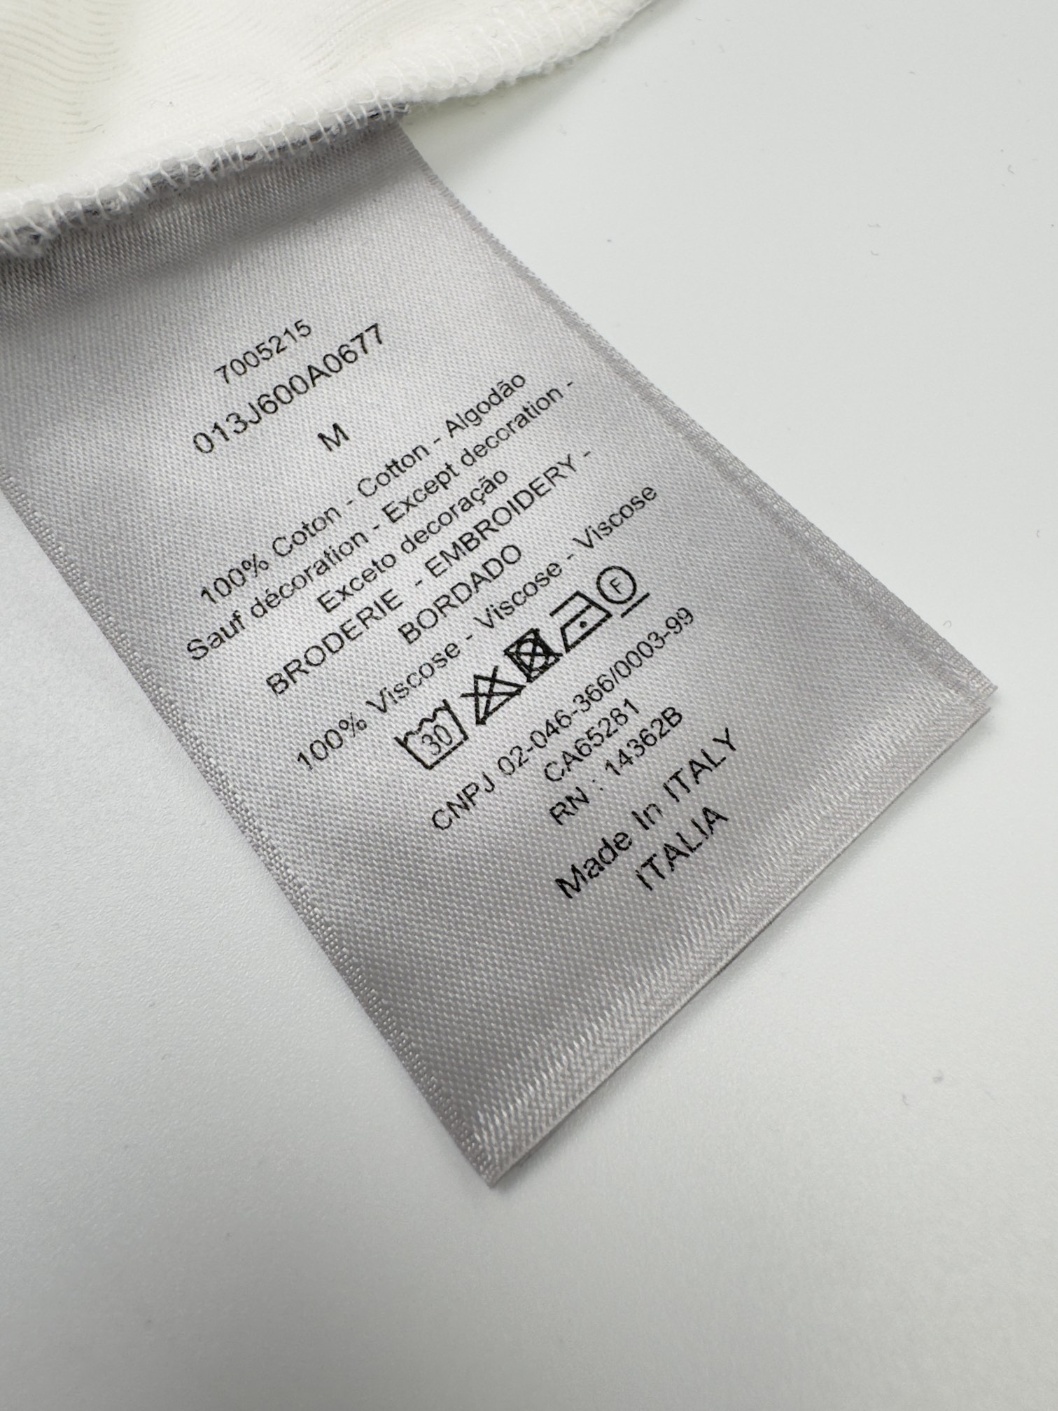 7005215
013J600A0677
M
100% Coton - Cotton - Algodão
Sauf décoration - Except decoration -
Exceto decoração
BRODERIE - EMBROIDERY -
BORDADO
100% Viscose - Viscose - Viscose
30 F
CNPJ 02-046-366/0003-99
CA65281
RN : 14362B
Made In ITALY
ITALIA